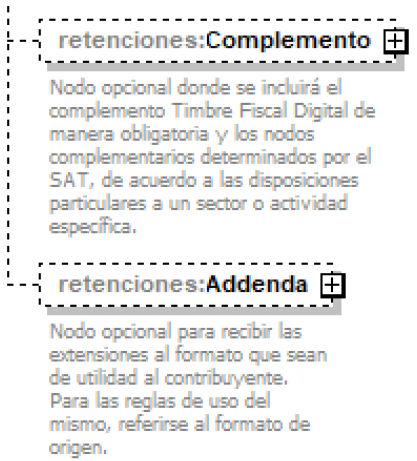 retenciones:Complemento
Nodo opcional donde se incluirá el
complemento Timbre Fiscal Digital de
manera obligatoria y los nodos
complementarios determinados por el
SAT, de acuerdo a las disposiciones
particulares a un sector o actividad
específica.
retenciones:Addenda
Nodo opcional para recibir las
extensiones al formato que sean
de utilidad al contribuyente.
Para las reglas de uso del
mismo, referirse al formato de
origen.